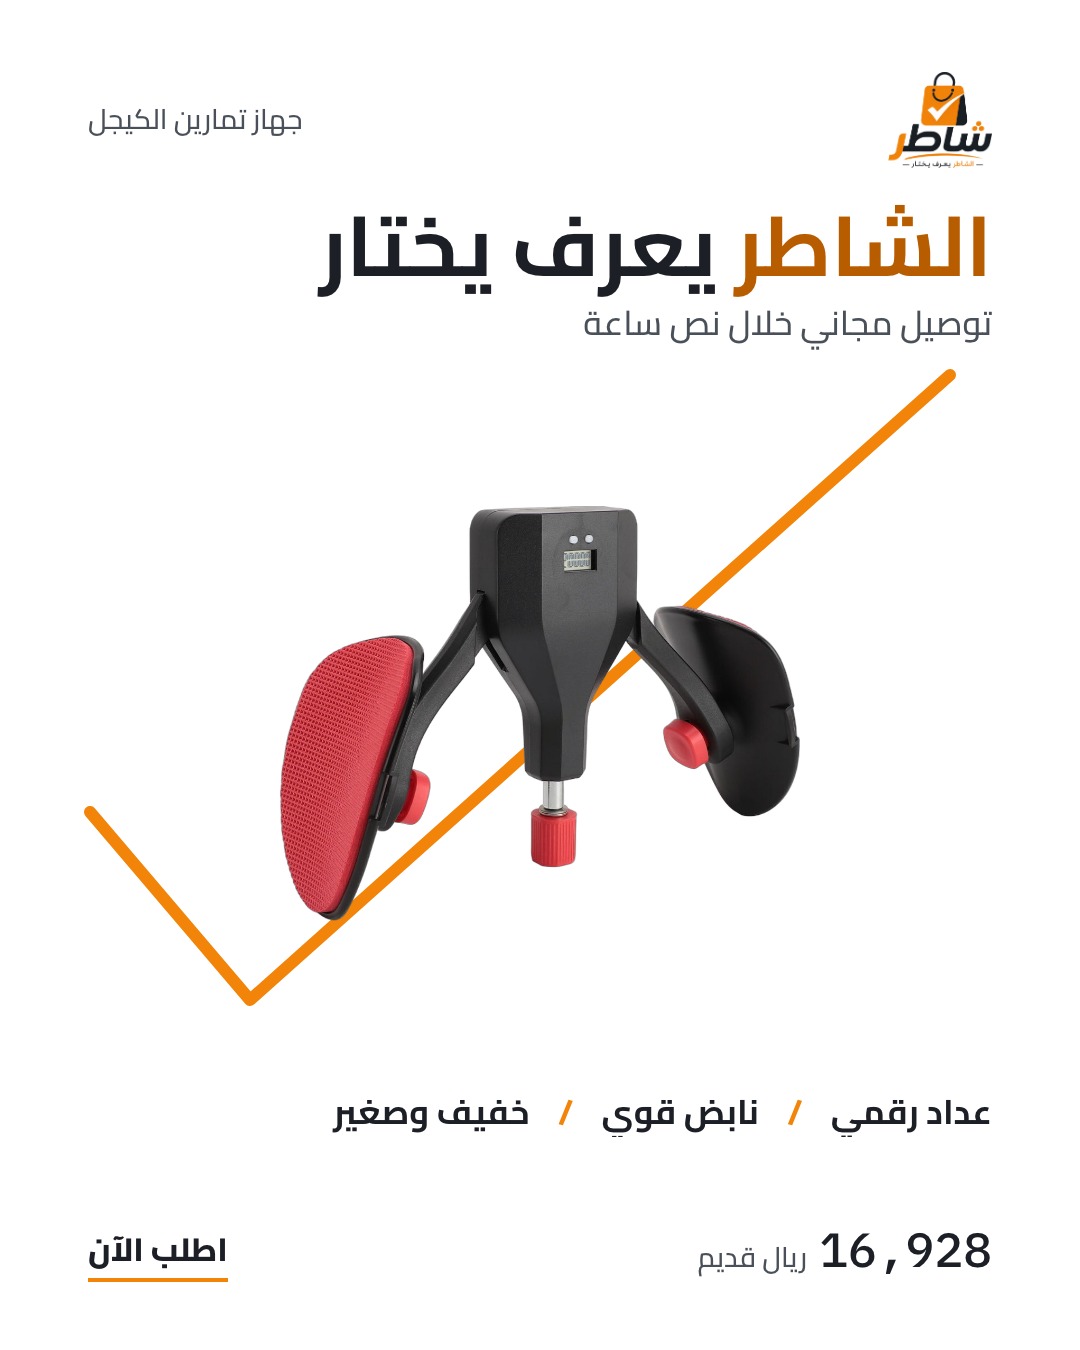 شاطر
الشاطر يعرف يختار
جهاز تمارين الكيجل
الشاطر يعرف يختار
توصيل مجاني خلال نص ساعة
عداد رقمي / نابض قوي / خفيف وصغير
16,928 ريال قديم
اطلب الآن